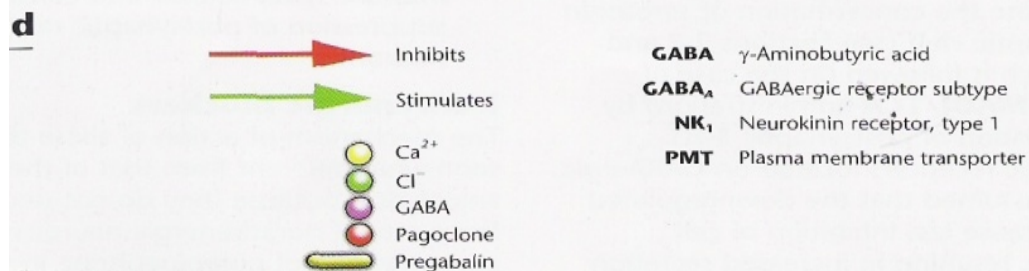 d
Inhibits
Stimulates
Ca²⁺
Cl⁻
GABA
Pagoclone
Pregabalin
GABA γ-Aminobutyric acid
GABA_A GABAergic receptor subtype
NK₁ Neurokinin receptor, type 1
PMT Plasma membrane transporter